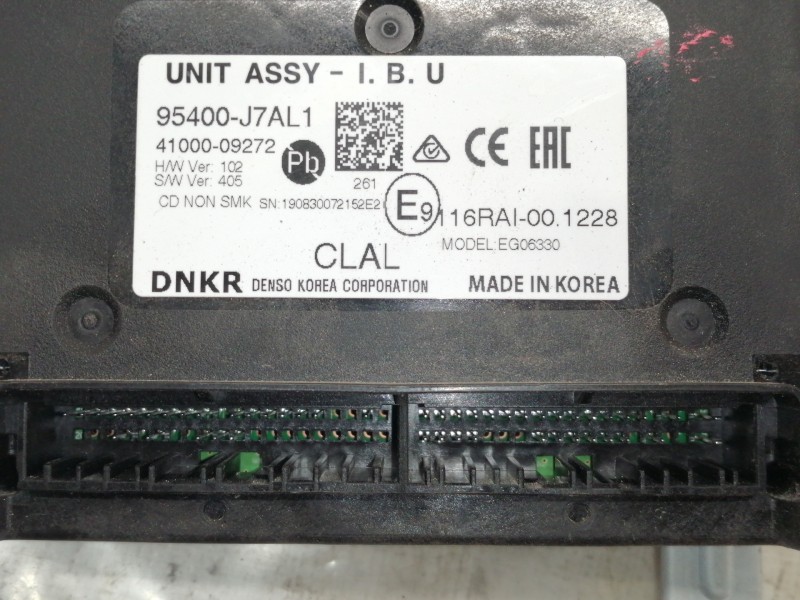 UNIT ASSY - I. B. U
95400-J7AL1
41000-09272
Pb
CE
EAC
H/W Ver: 102
S/W Ver: 405
261
CD NON SMK SN:190830072152E2
E9
116RAI-00.1228
MODEL:EG06330
CLAL
DNKR DENSO KOREA CORPORATION
MADE IN KOREA